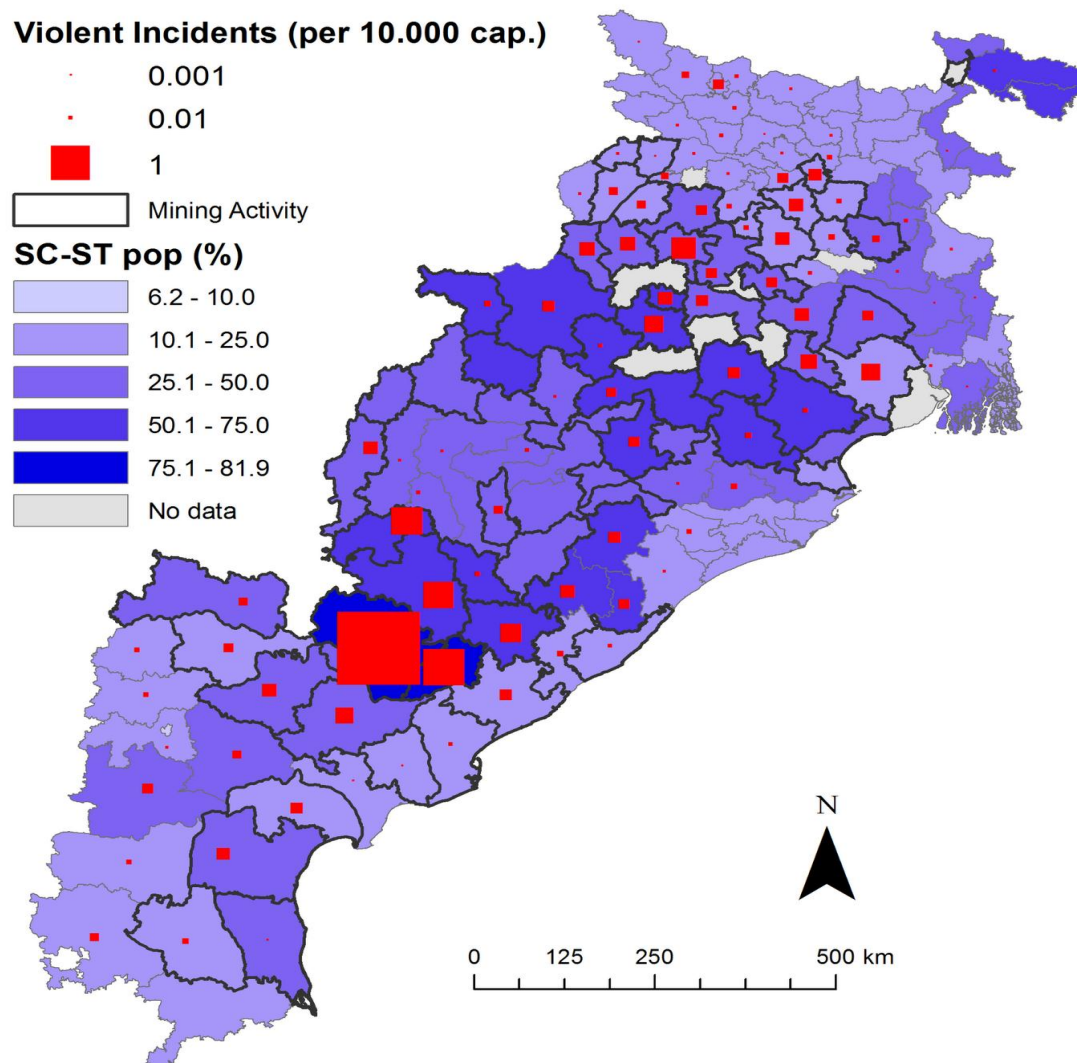 Violent Incidents (per 10.000 cap.)
0.001
0.01
1
Mining Activity
SC-ST pop (%)
6.2 - 10.0
10.1 - 25.0
25.1 - 50.0
50.1 - 75.0
75.1 - 81.9
No data
N
0 125 250 500 km